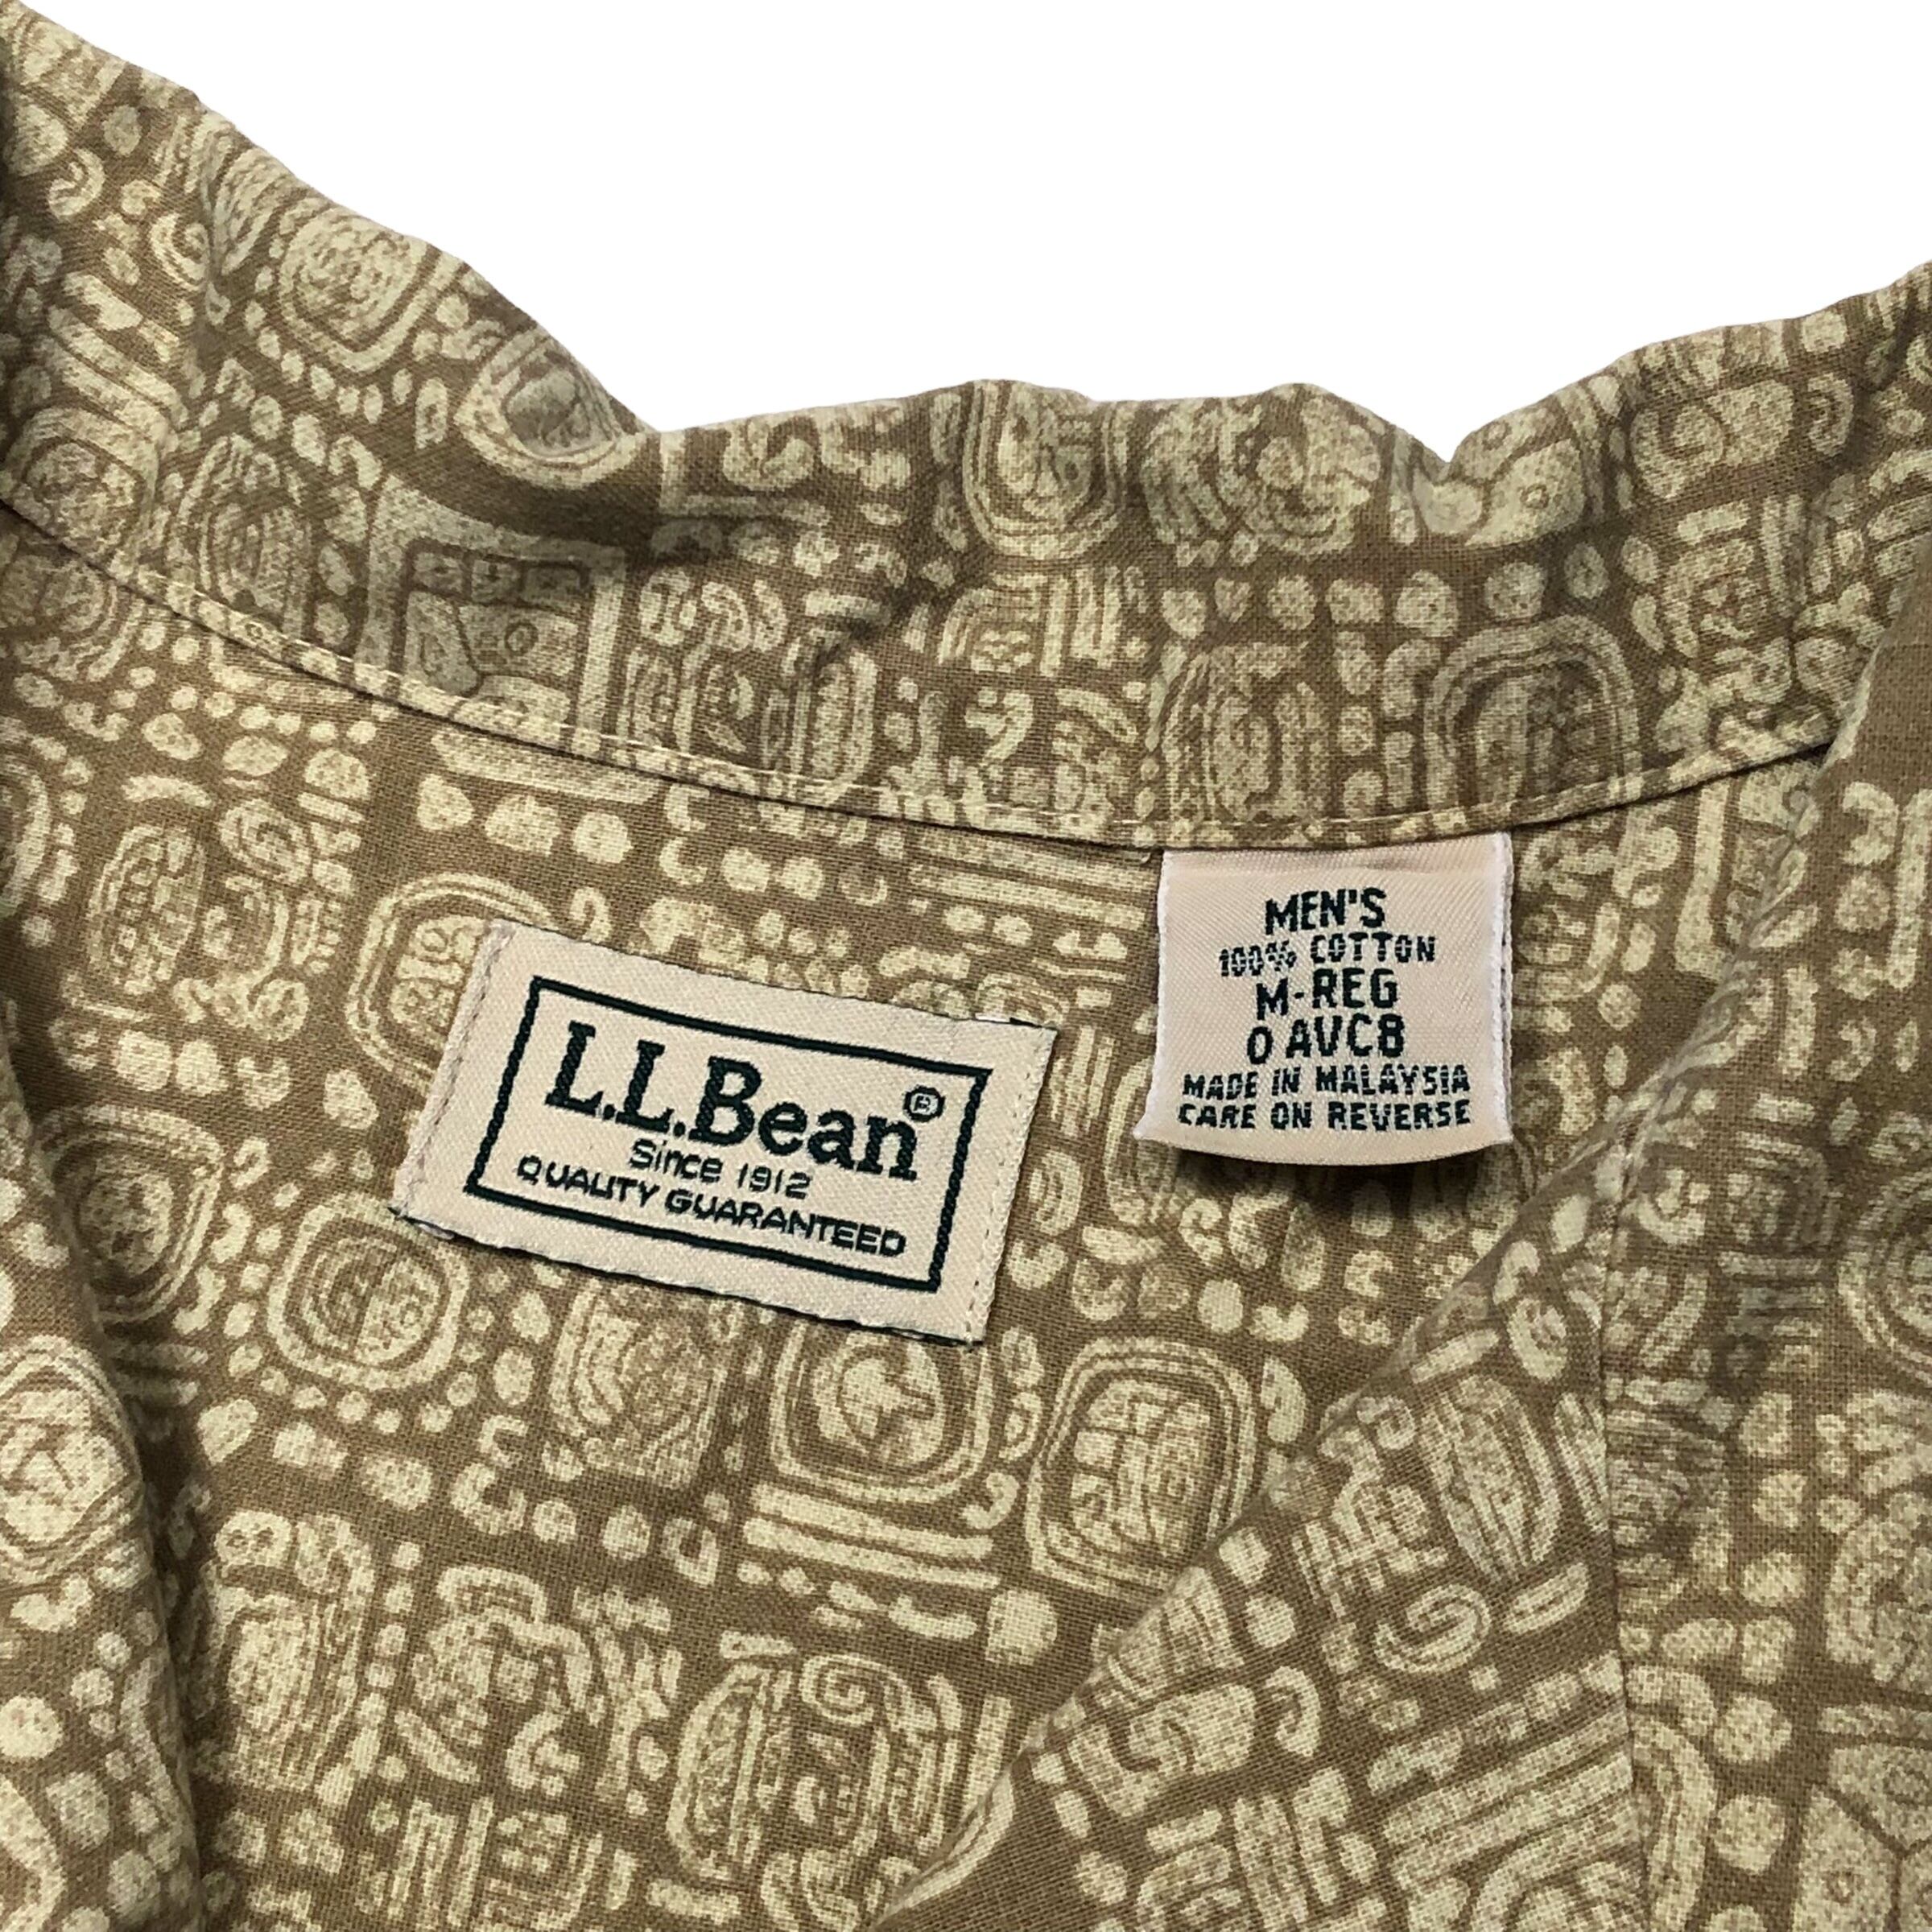 L.L.Bean®
Since 1912
QUALITY GUARANTEED
MEN'S
100% COTTON
M-REG
0 AVC8
MADE IN MALAYSIA
CARE ON REVERSE